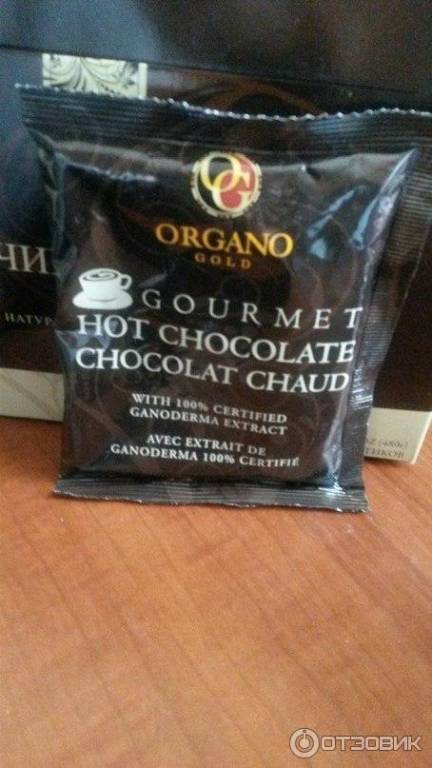 OG
ORGANO
GOLD
GOURMET
HOT CHOCOLATE
CHOCOLAT CHAUD
WITH 100% CERTIFIED
GANODERMA EXTRACT
AVEC EXTRAIT DE
GANODERMA 100% CERTIFIÉ
ОТЗОВИК